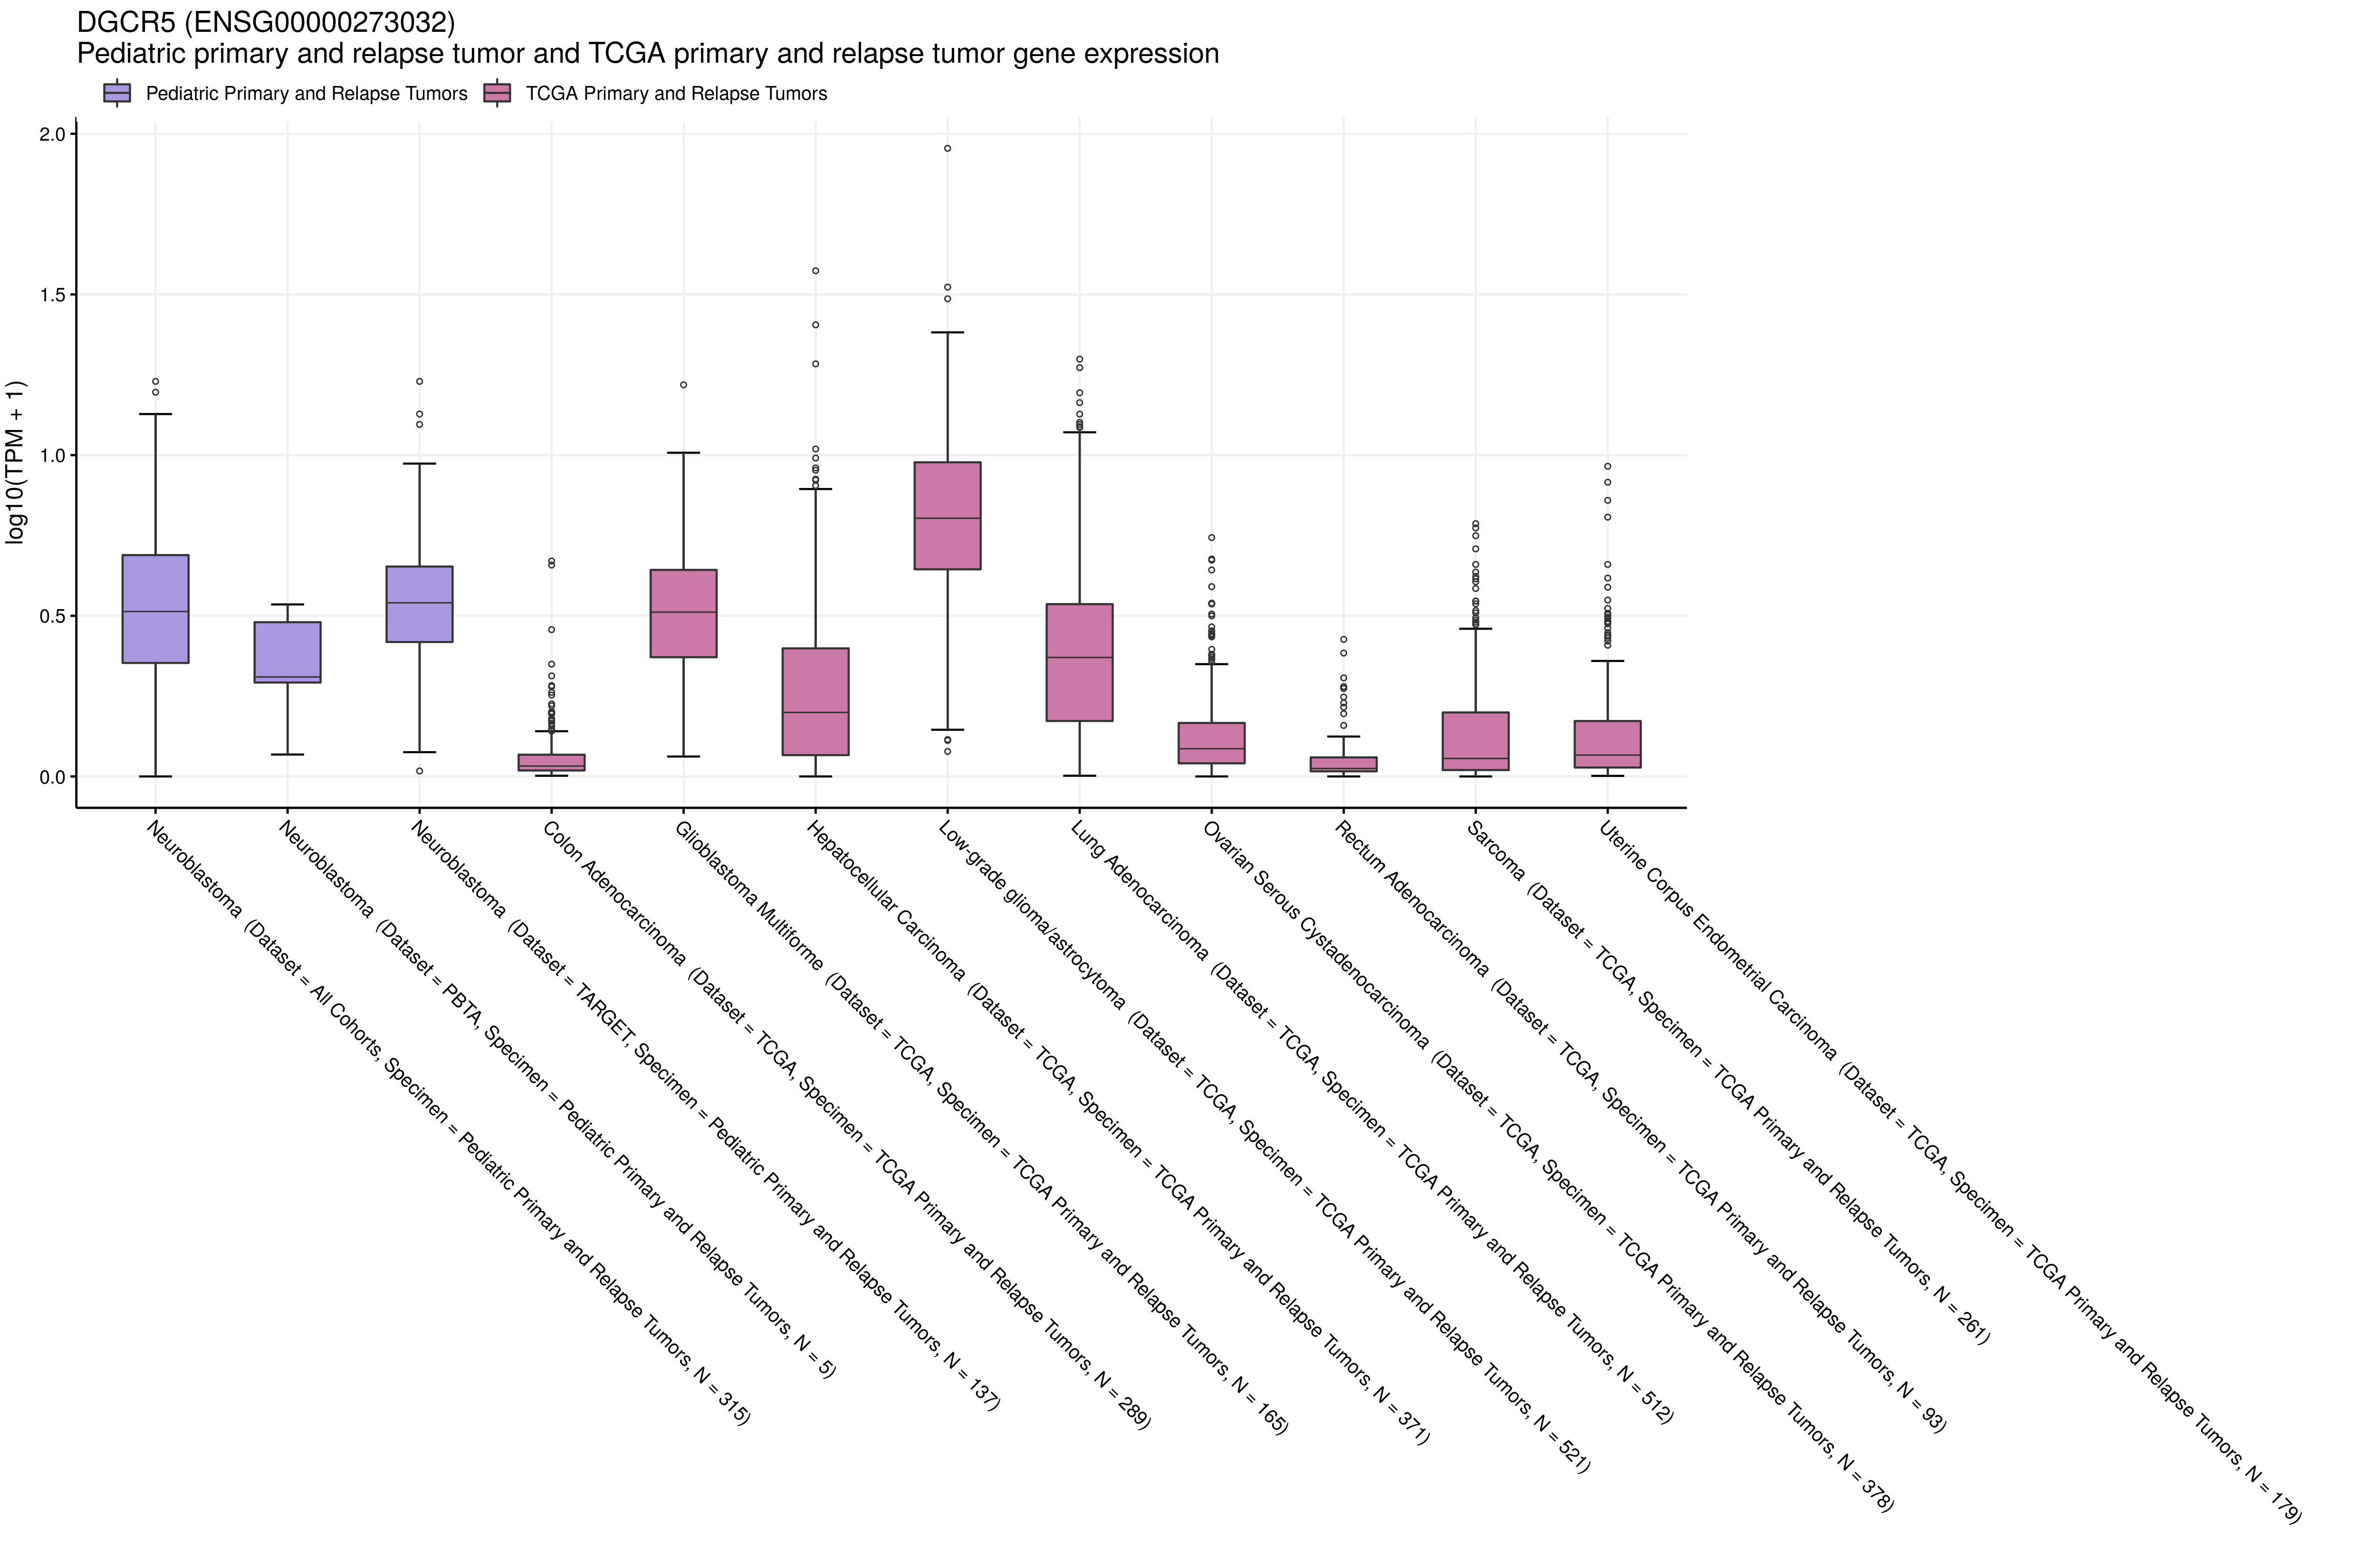 DGCR5 (ENSG00000273032)
Pediatric primary and relapse tumor and TCGA primary and relapse tumor gene expression
Pediatric Primary and Relapse Tumors
TCGA Primary and Relapse Tumors
log10(TPM + 1)
2.0
1.5
1.0
0.5
0.0
Neuroblastoma (Dataset = All Cohorts, Specimen = Pediatric Primary and Relapse Tumors, N = 315)
Neuroblastoma (Dataset = PBTA, Specimen = Pediatric Primary and Relapse Tumors, N = 5)
Neuroblastoma (Dataset = TARGET, Specimen = Pediatric Primary and Relapse Tumors, N = 137)
Colon Adenocarcinoma (Dataset = TCGA, Specimen = TCGA Primary and Relapse Tumors, N = 289)
Glioblastoma Multiforme (Dataset = TCGA, Specimen = TCGA Primary and Relapse Tumors, N = 165)
Hepatocellular Carcinoma (Dataset = TCGA, Specimen = TCGA Primary and Relapse Tumors, N = 371)
Low-grade glioma/astrocytoma (Dataset = TCGA, Specimen = TCGA Primary and Relapse Tumors, N = 521)
Lung Adenocarcinoma (Dataset = TCGA, Specimen = TCGA Primary and Relapse Tumors, N = 512)
Ovarian Serous Cystadenocarcinoma (Dataset = TCGA, Specimen = TCGA Primary and Relapse Tumors, N = 378)
Rectum Adenocarcinoma (Dataset = TCGA, Specimen = TCGA Primary and Relapse Tumors, N = 93)
Sarcoma (Dataset = TCGA, Specimen = TCGA Primary and Relapse Tumors, N = 261)
Uterine Corpus Endometrial Carcinoma (Dataset = TCGA, Specimen = TCGA Primary and Relapse Tumors, N = 179)